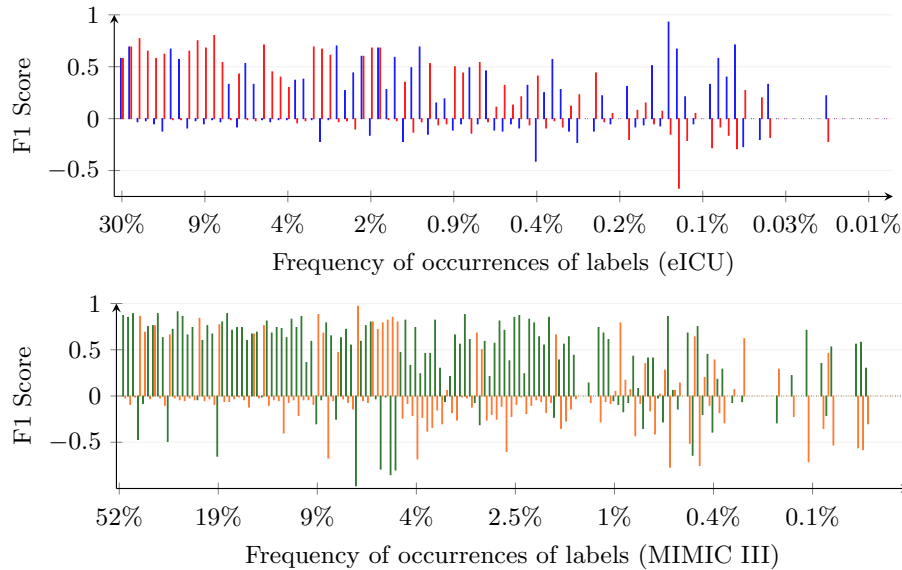 1
0.5
0
−0.5
F1 Score
30% 9% 4% 2% 0.9% 0.4% 0.2% 0.1% 0.03% 0.01%
Frequency of occurrences of labels (eICU)
1
0.5
0
−0.5
F1 Score
52% 19% 9% 4% 2.5% 1% 0.4% 0.1%
Frequency of occurrences of labels (MIMIC III)